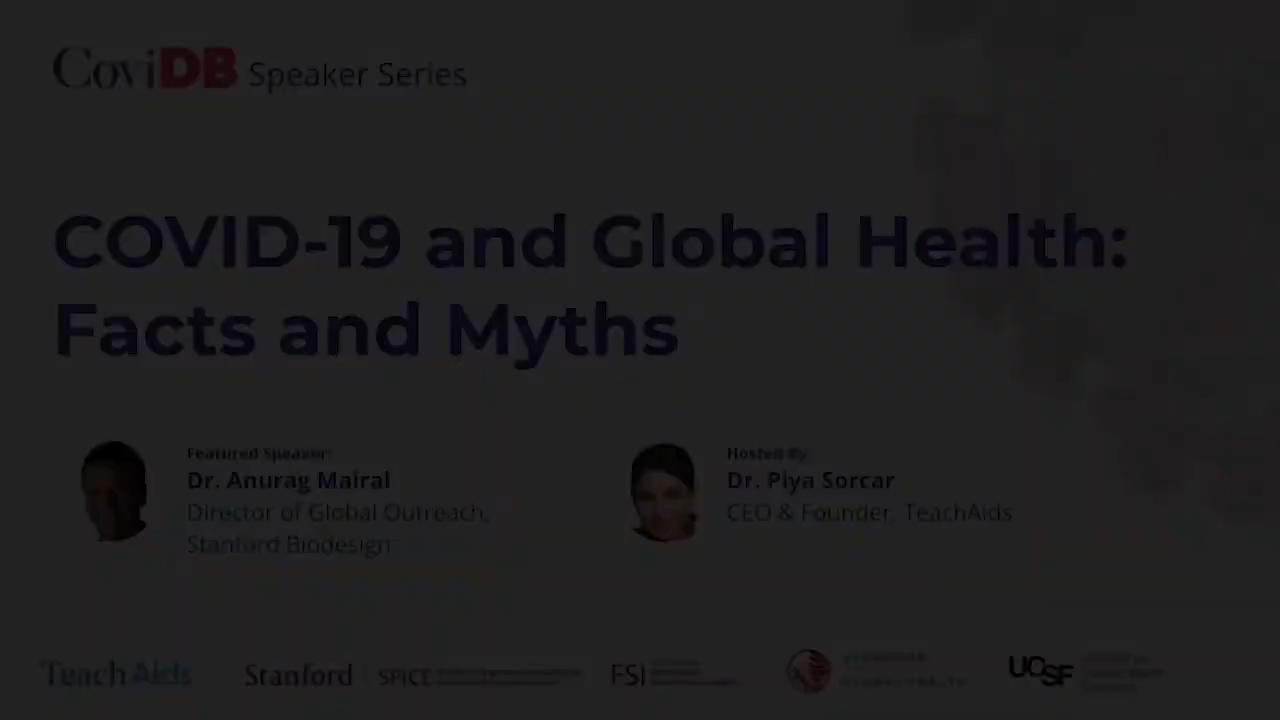 CoviDB Speaker Series
COVID-19 and Global Health:
Facts and Myths
Featured Speaker:
Dr. Anurag Mairal
Director of Global Outreach,
Stanford Biodesign
Hosted By:
Dr. Piya Sorcar
CEO & Founder, TeachAids
TeachAids
Stanford | SPICE
FSI
UCSF